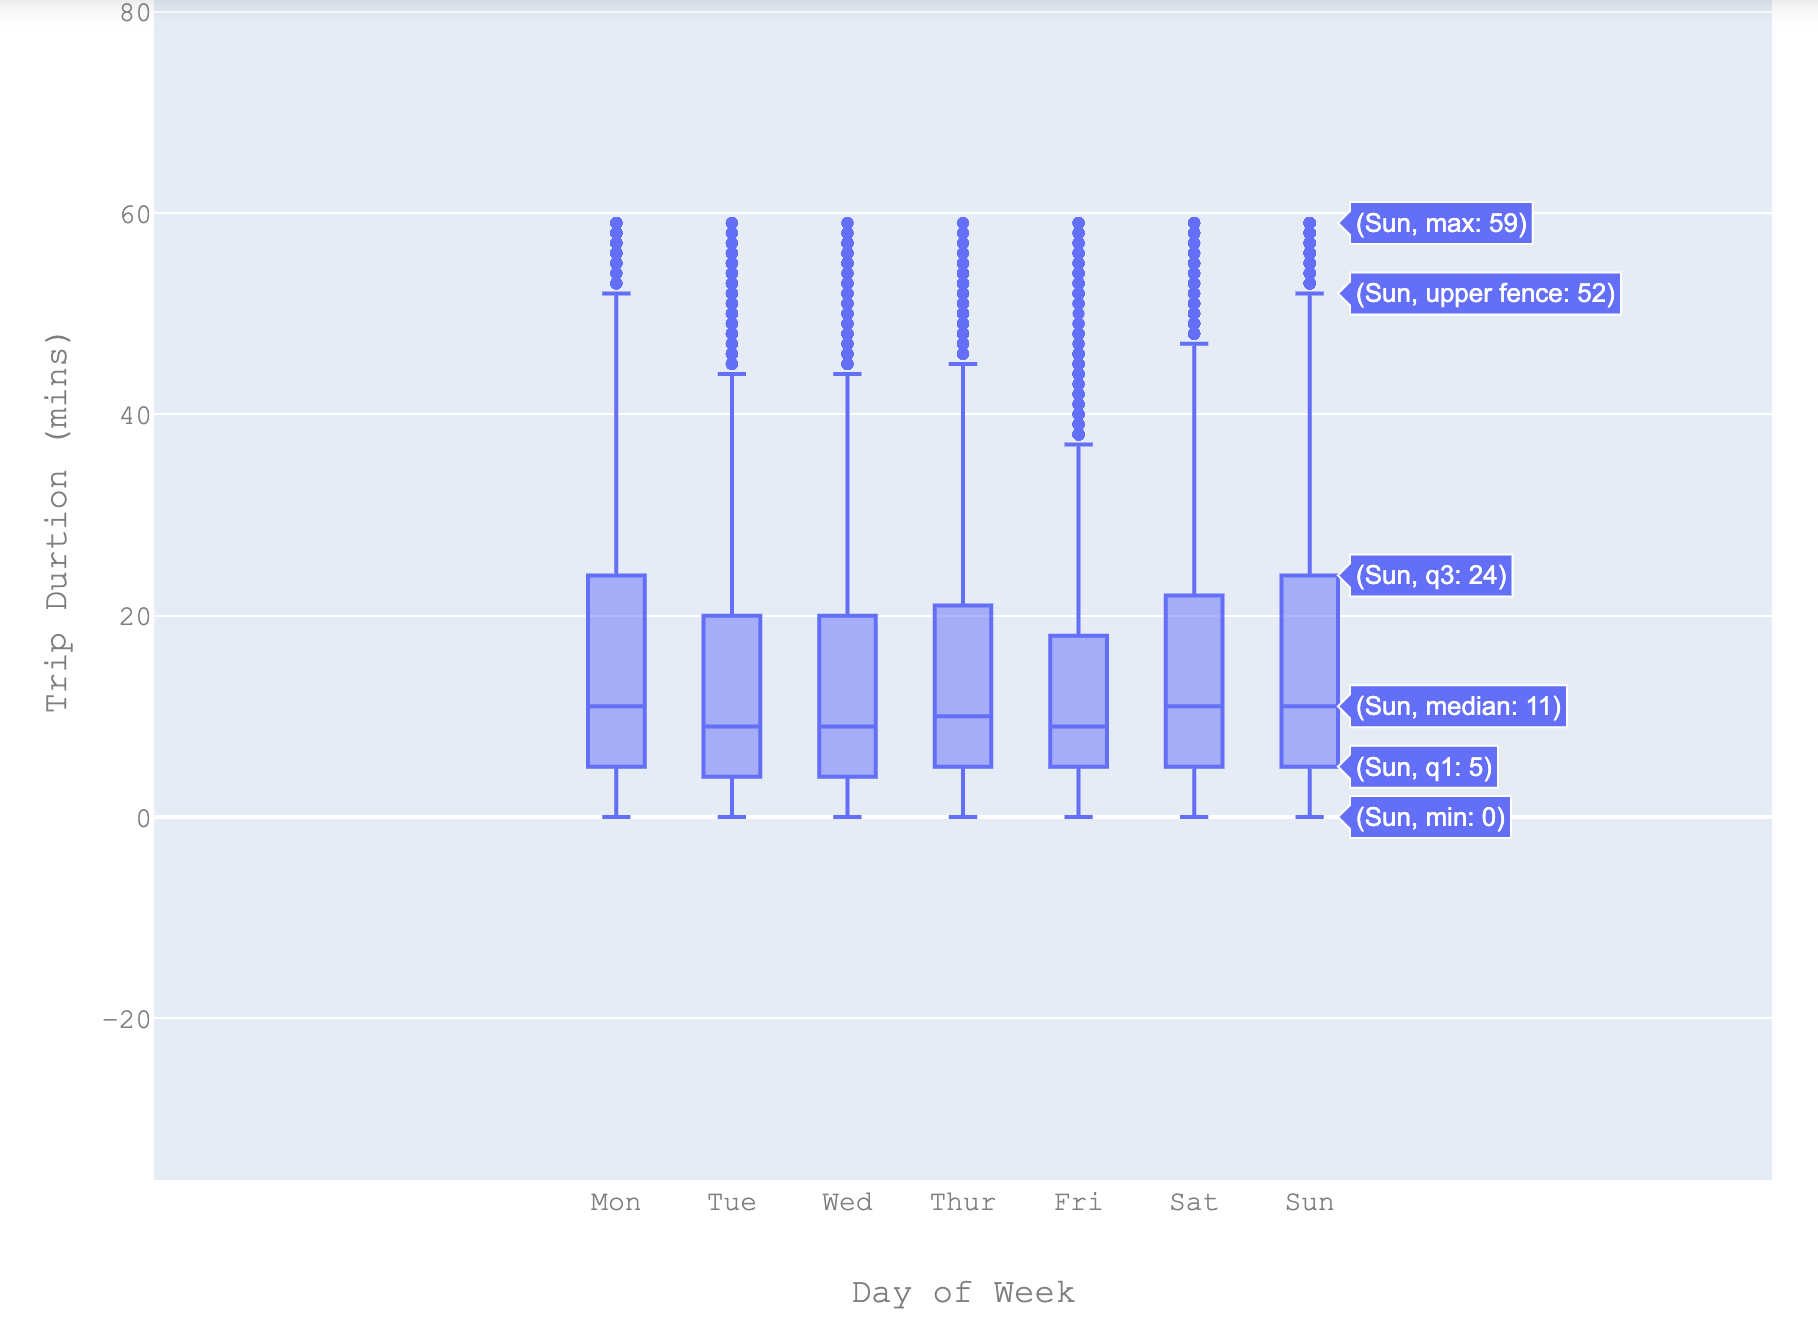 80
60
40
20
0
−20
Trip Durtion (mins)
(Sun, max: 59)
(Sun, upper fence: 52)
(Sun, q3: 24)
(Sun, median: 11)
(Sun, q1: 5)
(Sun, min: 0)
Mon Tue Wed Thur Fri Sat Sun
Day of Week